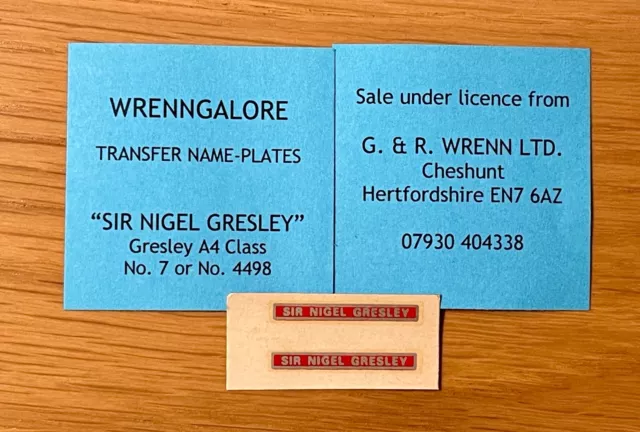 WRENNGALORE
TRANSFER NAME-PLATES
“SIR NIGEL GRESLEY”
Gresley A4 Class
No. 7 or No. 4498
Sale under licence from
G. & R. WRENN LTD.
Cheshunt
Hertfordshire EN7 6AZ
07930 404338
SIR NIGEL GRESLEY
SIR NIGEL GRESLEY